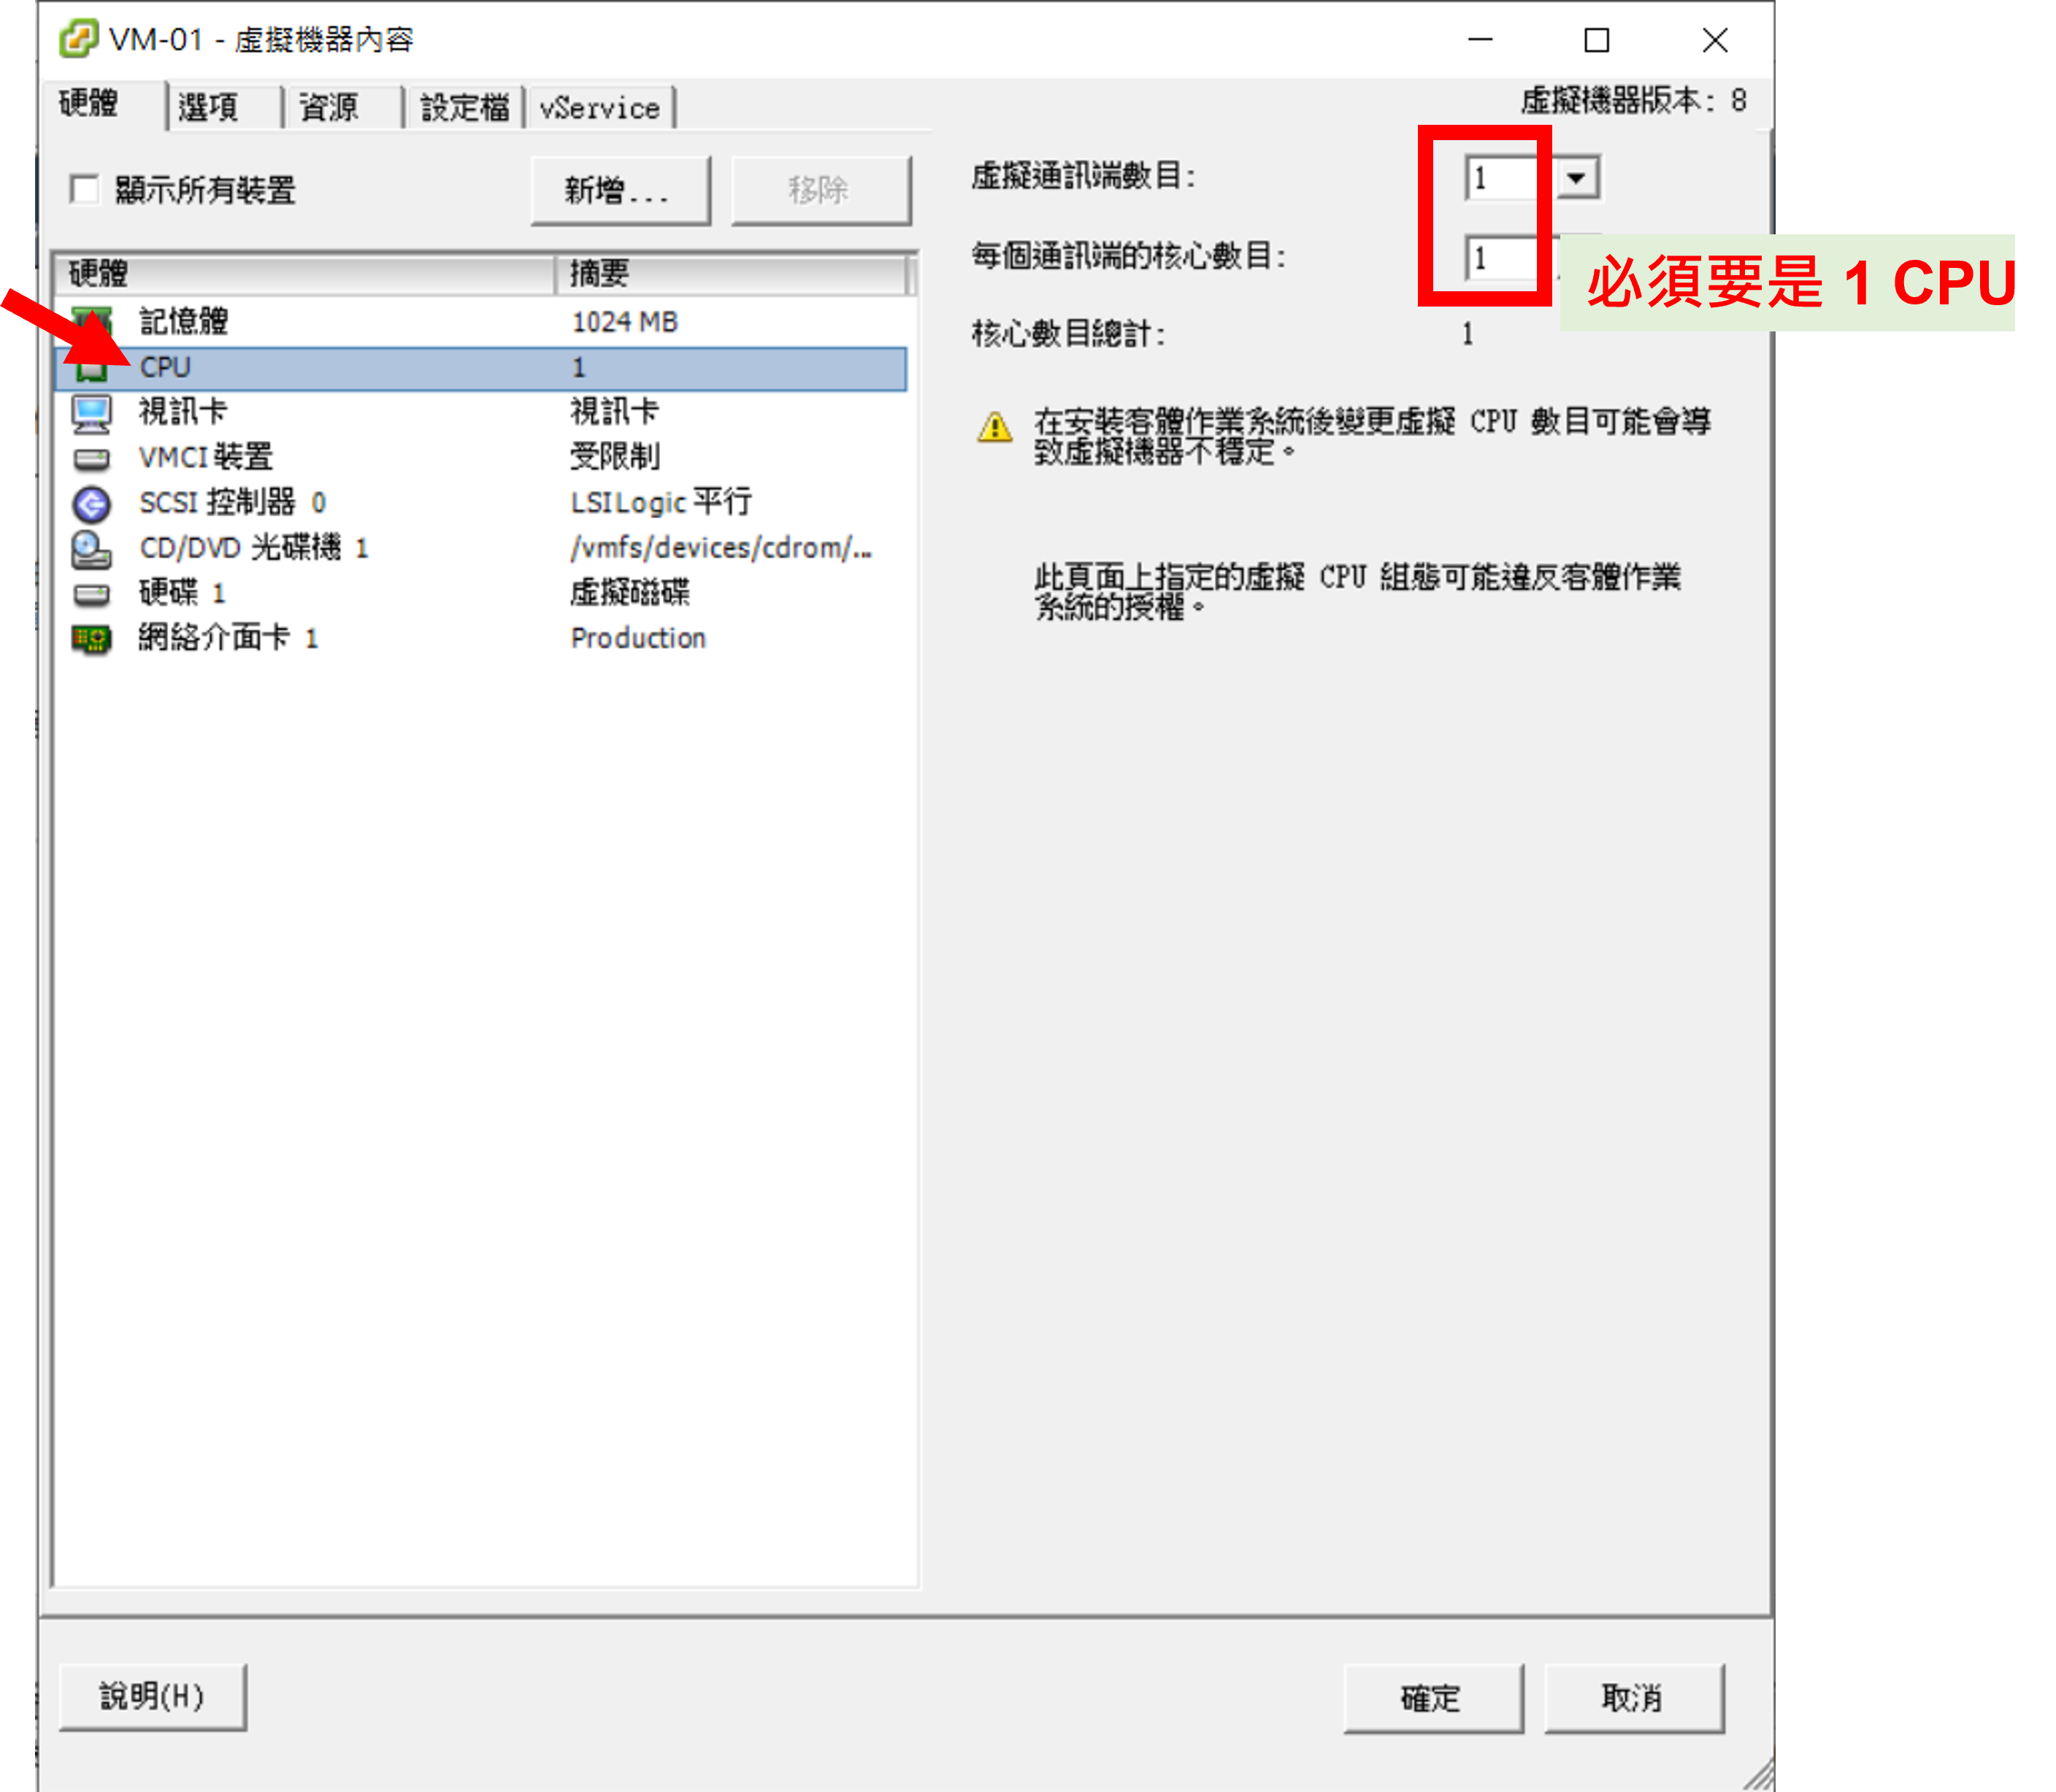 VM-01 - 虛擬機器內容
硬體 選項 資源 設定檔 vService
虛擬機器版本: 8
顯示所有裝置 新增... 移除
硬體 摘要
記憶體 1024 MB
CPU 1
視訊卡 視訊卡
VMCI 裝置 受限制
SCSI 控制器 0 LSI Logic 平行
CD/DVD 光碟機 1 /vmfs/devices/cdrom/...
硬碟 1 虛擬磁碟
網絡介面卡 1 Production
虛擬通訊端數目: 1
每個通訊端的核心數目: 1
必須要是 1 CPU
核心數目總計: 1
在安裝客體作業系統後變更虛擬 CPU 數目可能會導
致虛擬機器不穩定。
此頁面上指定的虛擬 CPU 組態可能違反客體作業
系統的授權。
說明(H) 確定 取消